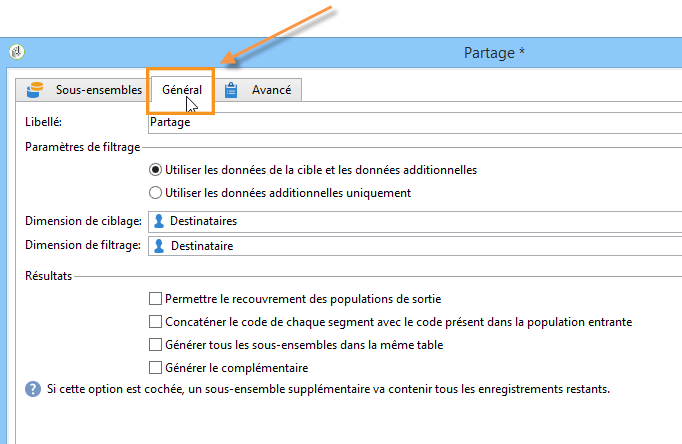 Partage *
Sous-ensembles Général Avancé
Libellé: Partage
Paramètres de filtrage
Utiliser les données de la cible et les données additionnelles
Utiliser les données additionnelles uniquement
Dimension de ciblage: Destinataires
Dimension de filtrage: Destinataire
Résultats
Permettre le recouvrement des populations de sortie
Concaténer le code de chaque segment avec le code présent dans la population entrante
Générer tous les sous-ensembles dans la même table
Générer le complémentaire
? Si cette option est cochée, un sous-ensemble supplémentaire va contenir tous les enregistrements restants.